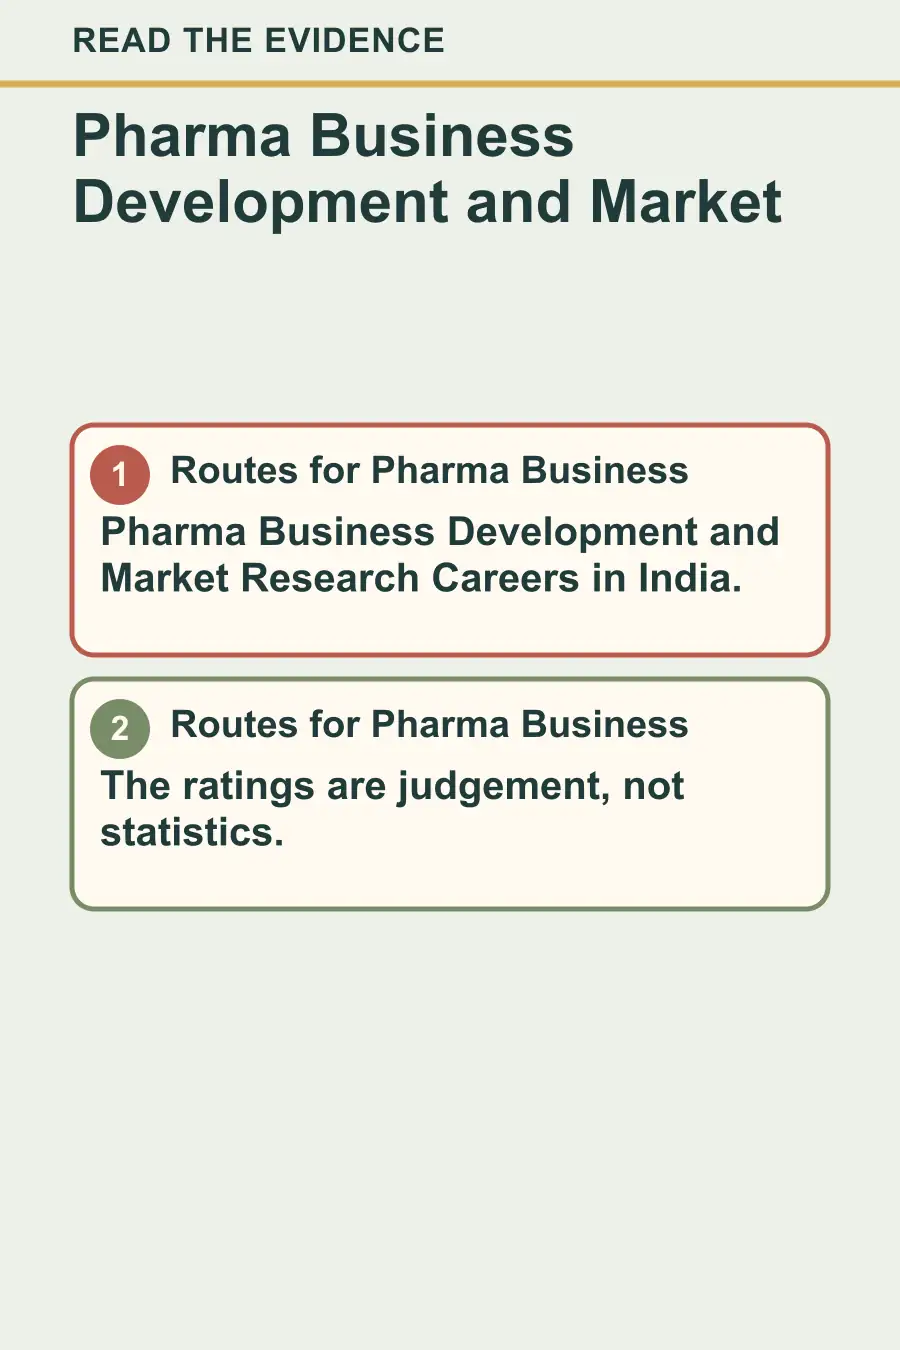 READ THE EVIDENCE
Pharma Business
Development and Market
1 Routes for Pharma Business
Pharma Business Development and
Market Research Careers in India.
2 Routes for Pharma Business
The ratings are judgement, not
statistics.